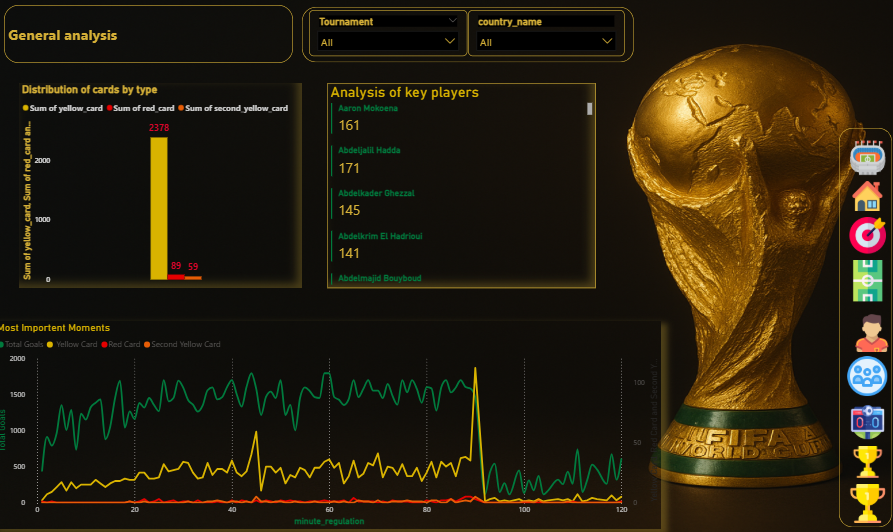 General analysis
Tournament
All
country_name
All
Distribution of cards by type
Sum of yellow_card Sum of red_card Sum of second_yellow_card
Sum of yellow_card, Sum of red_card an...
2000
1000
0
2378
89
59
Analysis of key players
Aaron Mokoena
161
Abdeljalil Hadda
171
Abdelkader Ghezzal
145
Abdelkrim El Hadrioui
141
Abdelmajid Bouyboud
Most Importent Moments
Total Goals Yellow Card Red Card Second Yellow Card
Total Goals
2000
1500
1000
500
0
0 20 40 60 80 100 120
minute_regulation
100
50
0
FIFA
WORLD CUP
0-0
1
1